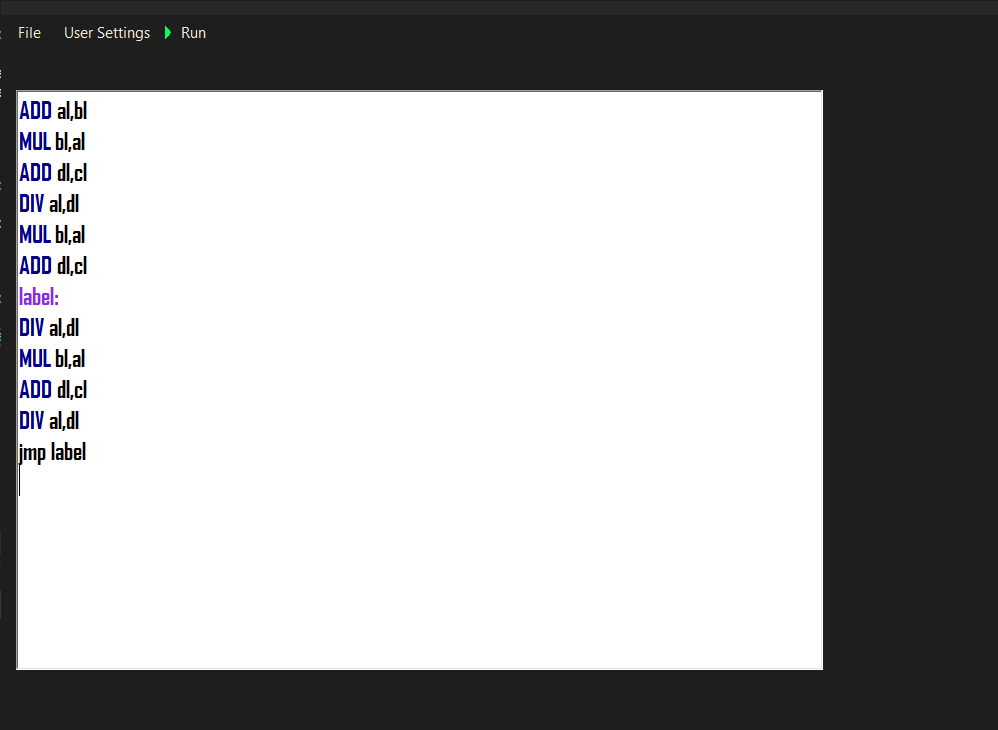 File User Settings Run
ADD al,bl
MUL bl,al
ADD dl,cl
DIV al,dl
MUL bl,al
ADD dl,cl
label:
DIV al,dl
MUL bl,al
ADD dl,cl
DIV al,dl
jmp label